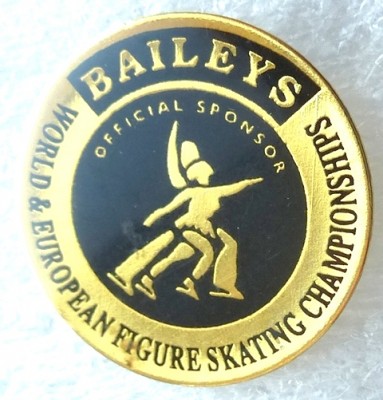 BAILEYS
OFFICIAL SPONSOR
WORLD & EUROPEAN FIGURE SKATING CHAMPIONSHIPS